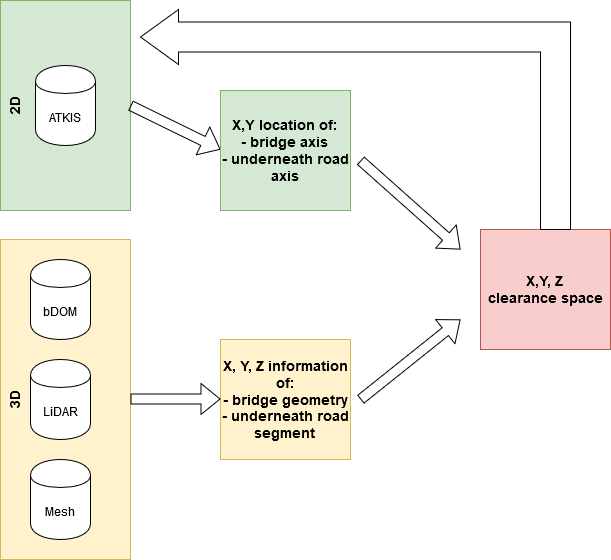 2D
ATKIS
X,Y location of:
- bridge axis
- underneath road
axis
X,Y, Z
clearance space
3D
bDOM
LiDAR
Mesh
X, Y, Z information
of:
- bridge geometry
- underneath road
segment